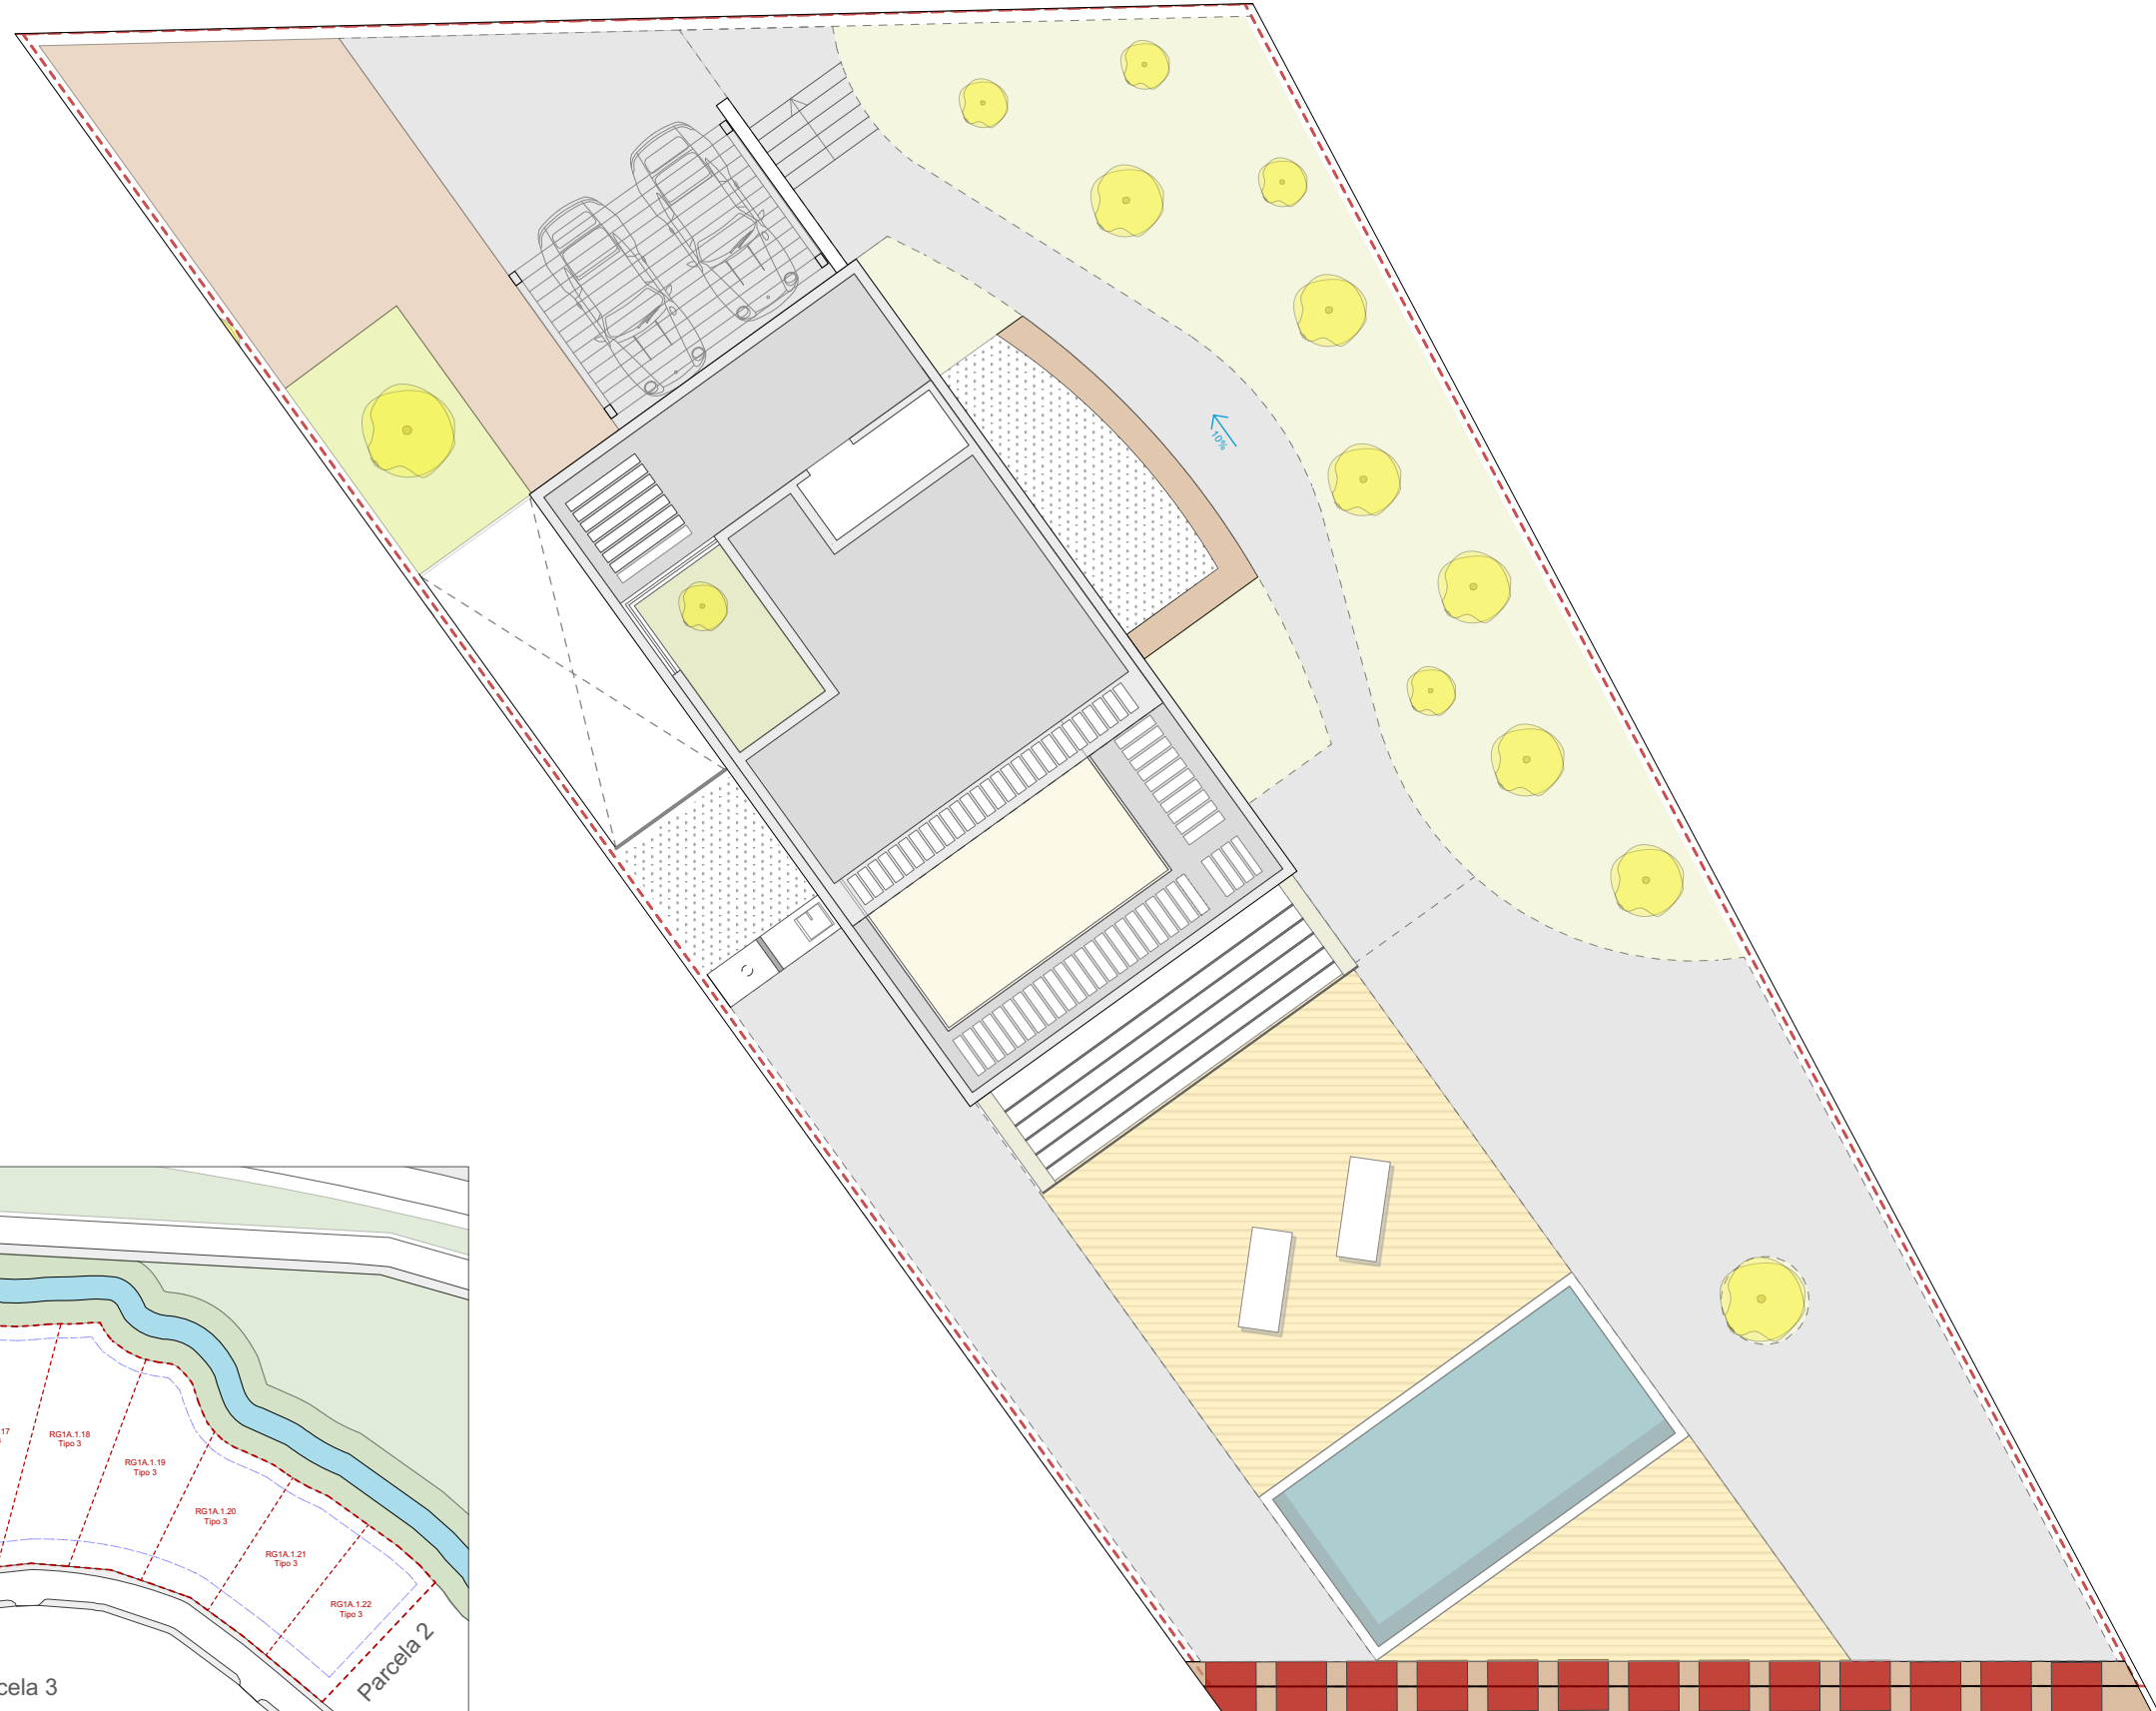 10%
17
RG1A.1.18
Tipo 3
RG1A.1.19
Tipo 3
RG1A.1.20
Tipo 3
RG1A.1.21
Tipo 3
RG1A.1.22
Tipo 3
Parcela 2
cela 3